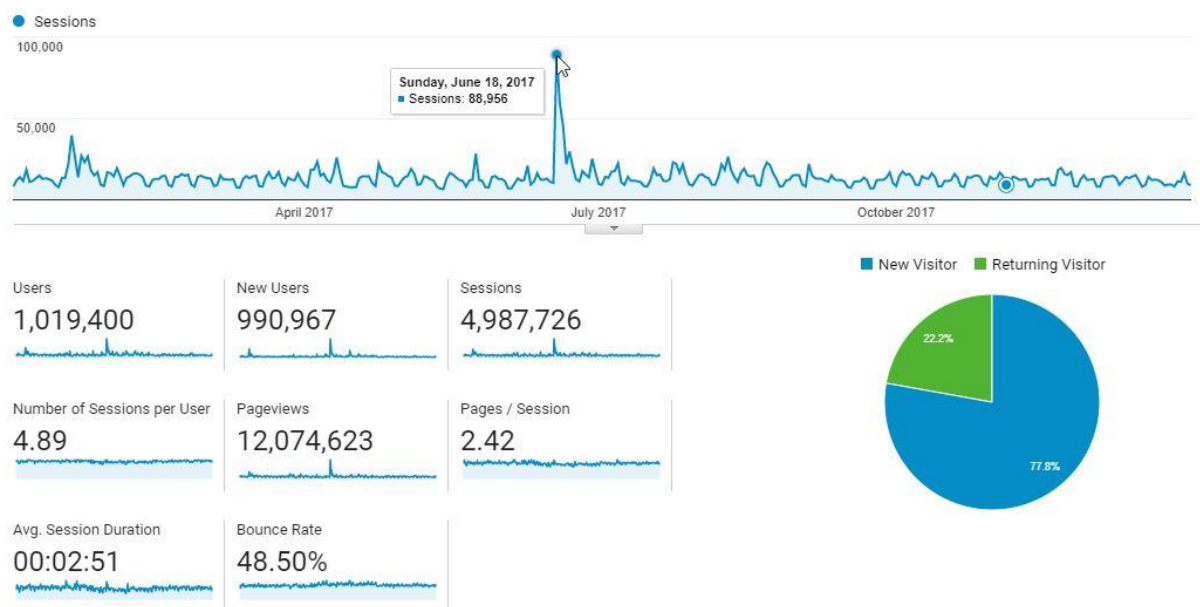 Sessions
100,000
Sunday, June 18, 2017
Sessions: 88,956
50,000
April 2017
July 2017
October 2017
New Visitor
Returning Visitor
Users
New Users
Sessions
1,019,400
990,967
4,987,726
22.2%
Number of Sessions per User
Pageviews
Pages / Session
4.89
12,074,623
2.42
77.8%
Avg. Session Duration
Bounce Rate
00:02:51
48.50%